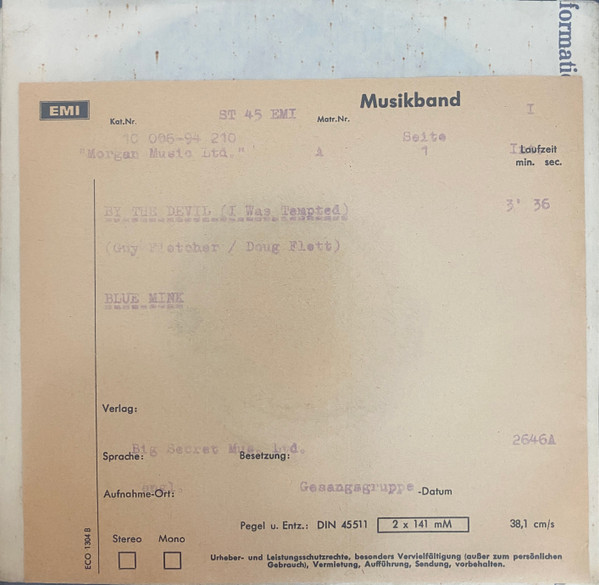 formatio
EMI
Kat.Nr. ST 45 EMI Matr.Nr. Musikband I
1C 006-94 210 Seite
"Morgan Music Ltd." A 1 Laufzeit
min. sec.
BY THE DEVIL (I Was Tempted) 3' 36
(Guy Fletcher / Doug Flett)
BLUE MINK
Verlag:
Big Secret Mus. Ltd. 2646A
Sprache: Besetzung:
engl. Gesangsgruppe
Aufnahme-Ort: -Datum
Pegel u. Entz.: DIN 45511 2 x 141 mM 38,1 cm/s
ECO 1304 B
Stereo Mono
Urheber- und Leistungsschutzrechte, besonders Vervielfältigung (außer zum persönlichen
Gebrauch), Vermietung, Aufführung, Sendung, vorbehalten.